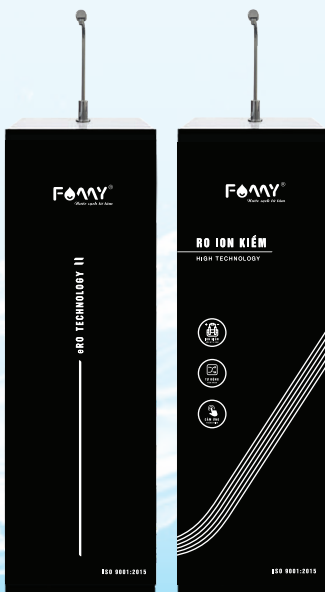 FAMY®
Nước sạch từ tâm
eRO TECHNOLOGY
ISO 9001:2015
FAMY®
Nước sạch từ tâm
RO ION KIỀM
HIGH TECHNOLOGY
ISO 9001:2015